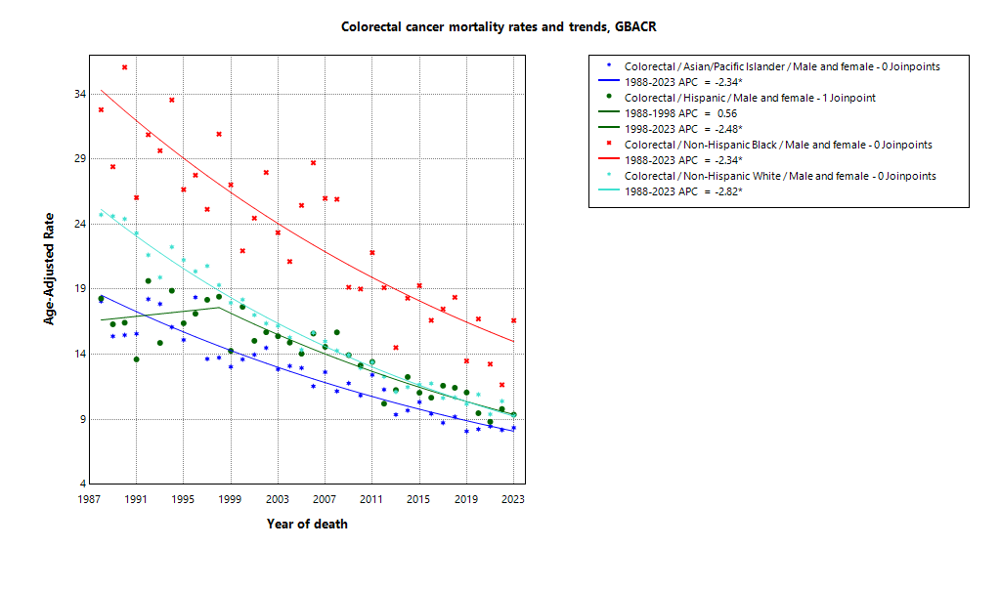 Colorectal cancer mortality rates and trends, GBACR
Colorectal / Asian/Pacific Islander / Male and female - 0 Joinpoints
1988-2023 APC = -2.34*
Colorectal / Hispanic / Male and female - 1 Joinpoint
1988-1998 APC = 0.56
1998-2023 APC = -2.48*
Colorectal / Non-Hispanic Black / Male and female - 0 Joinpoints
1988-2023 APC = -2.34*
Colorectal / Non-Hispanic White / Male and female - 0 Joinpoints
1988-2023 APC = -2.82*
Age-Adjusted Rate
34
29
24
19
14
9
4
1987 1991 1995 1999 2003 2007 2011 2015 2019 2023
Year of death